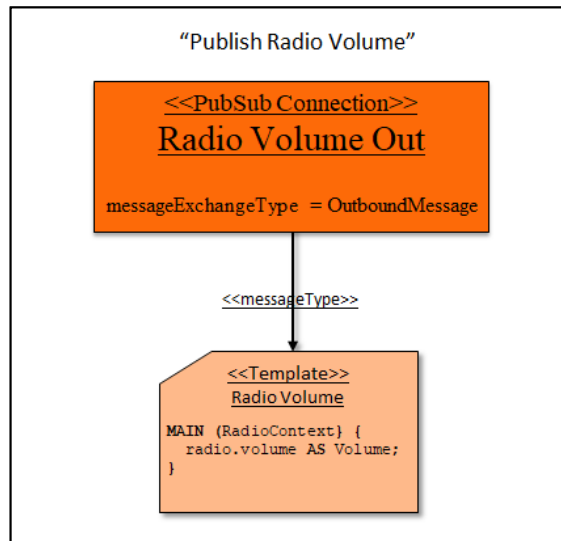 “Publish Radio Volume”
<<PubSub Connection>>
Radio Volume Out
messageExchangeType = OutboundMessage
<<messageType>>
<<Template>>
Radio Volume
MAIN (RadioContext} {
radio.volume AS Volume;
}